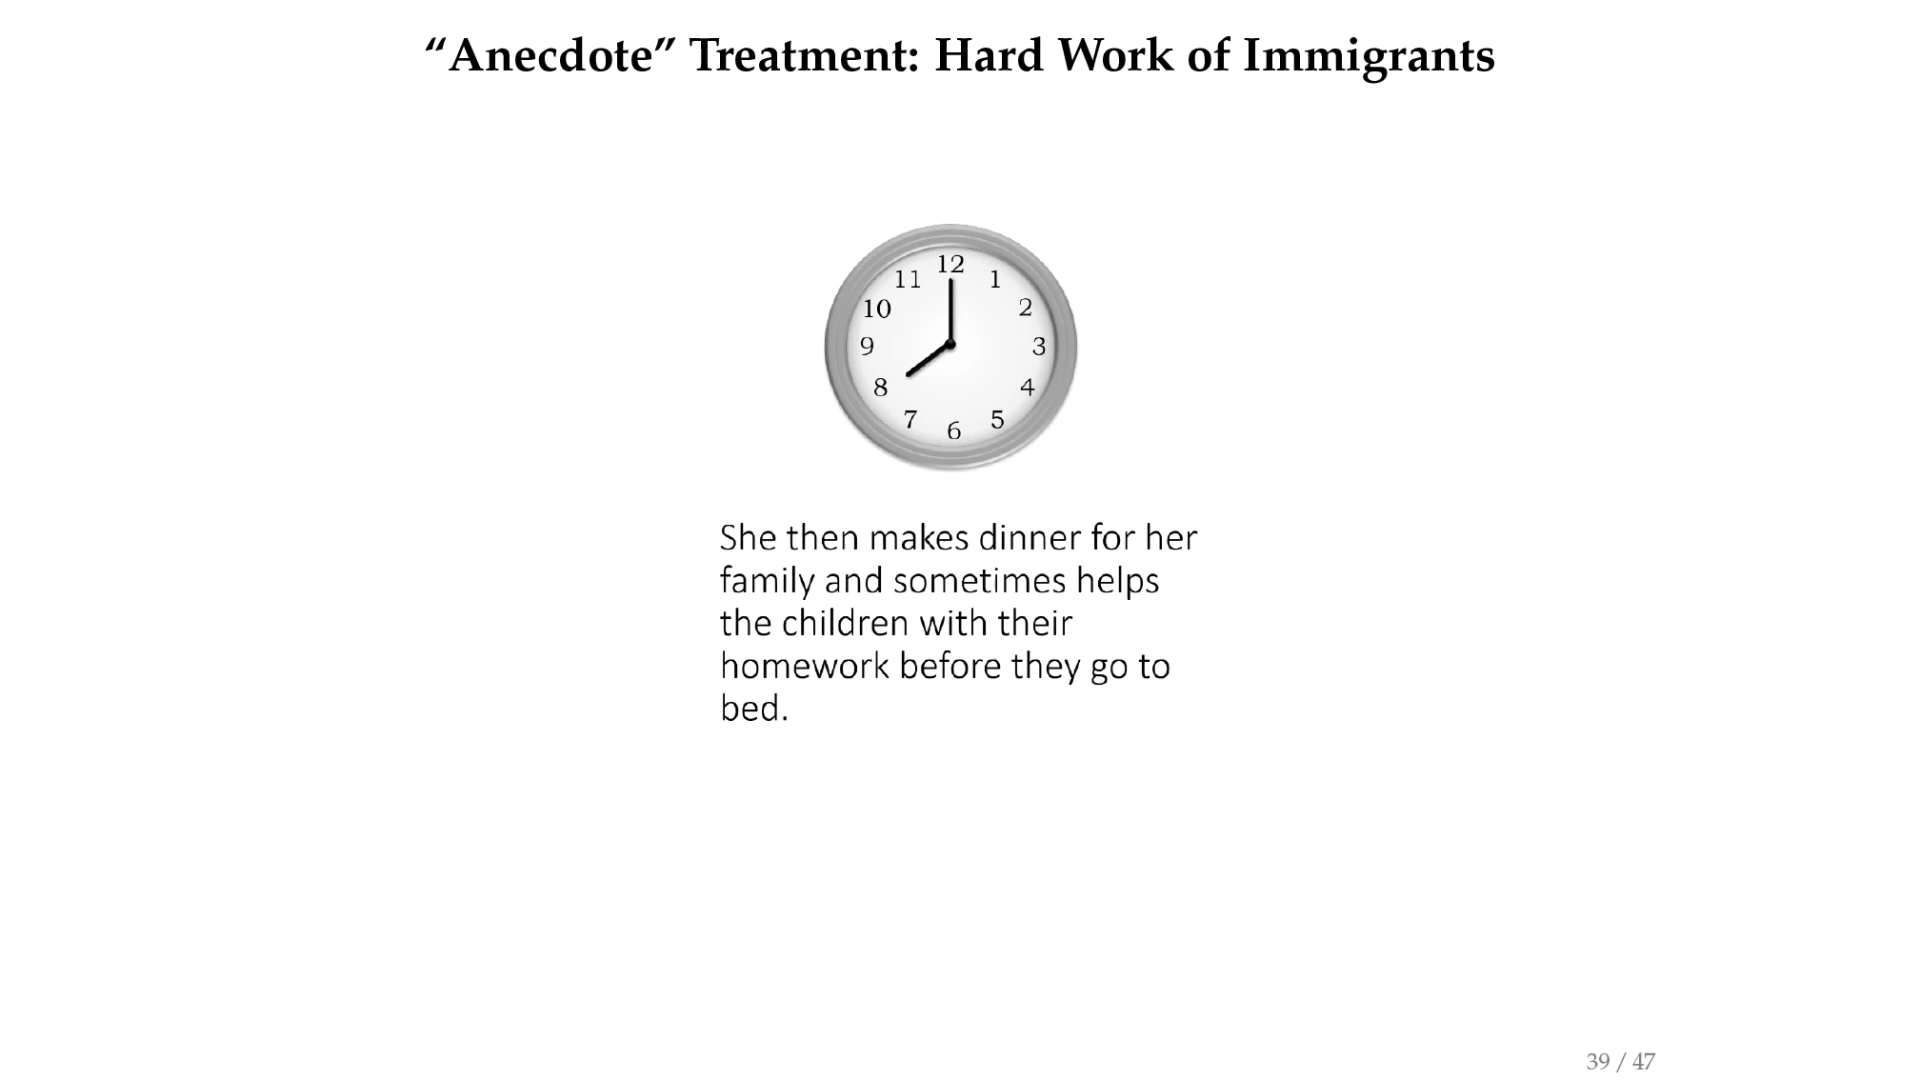 “Anecdote” Treatment: Hard Work of Immigrants
12
11 1
10 2
9 3
8 4
7 5
6
She then makes dinner for her
family and sometimes helps
the children with their
homework before they go to
bed.
39 / 47